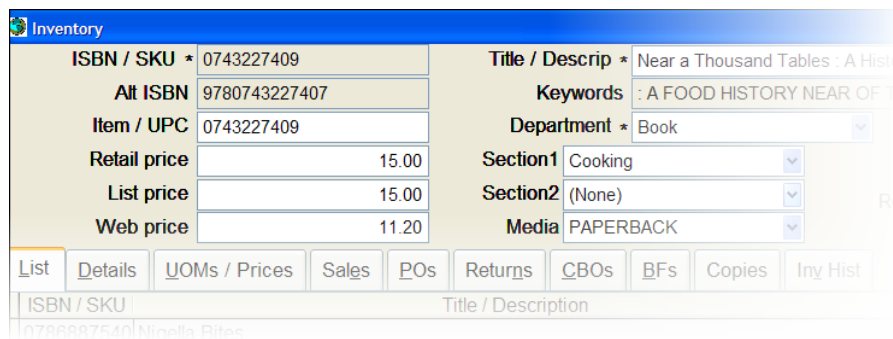 Inventory
ISBN / SKU * 0743227409 Title / Descrip * Near a Thousand Tables : A Hist
Alt ISBN 9780743227407 Keywords : A FOOD HISTORY NEAR OF T
Item / UPC 0743227409 Department * Book
Retail price 15.00 Section1 Cooking
List price 15.00 Section2 (None)
Web price 11.20 Media PAPERBACK
List Details UOMs / Prices Sales POs Returns CBOs BFs Copies Inv Hist
ISBN / SKU Title / Description
0786887540 Nigella Bites